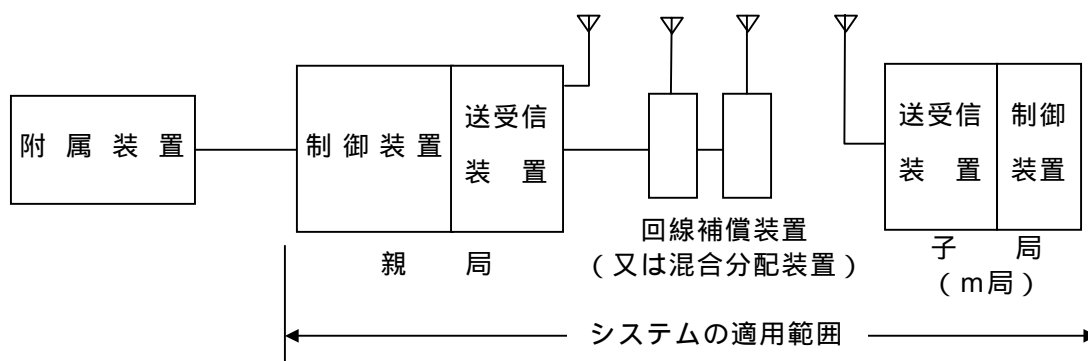 附属装置
制御装置
送受信
装置
親局
回線補償装置
(又は混合分配装置)
送受信
装置
制御
装置
子局
(m局)
システムの適用範囲